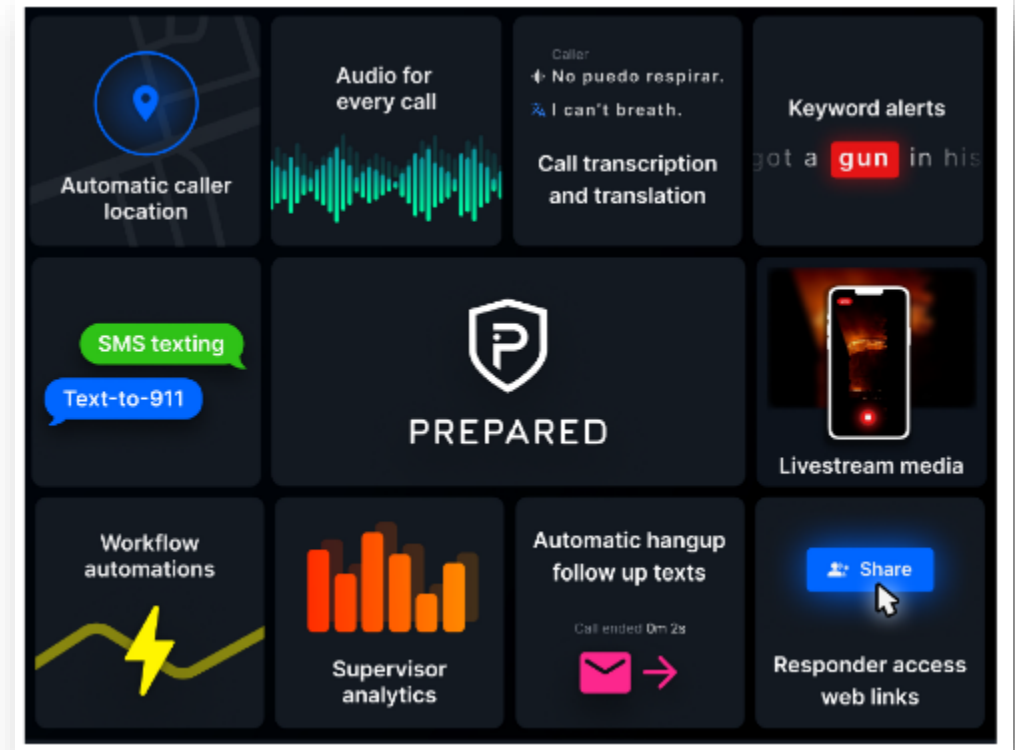 Automatic caller
location
Audio for
every call
Caller
No puedo respirar.
I can't breath.
Call transcription
and translation
Keyword alerts
got a gun in his
SMS texting
Text-to-911
PREPARED
Livestream media
Workflow
automations
Supervisor
analytics
Automatic hangup
follow up texts
Call ended 0m 2s
Share
Responder access
web links